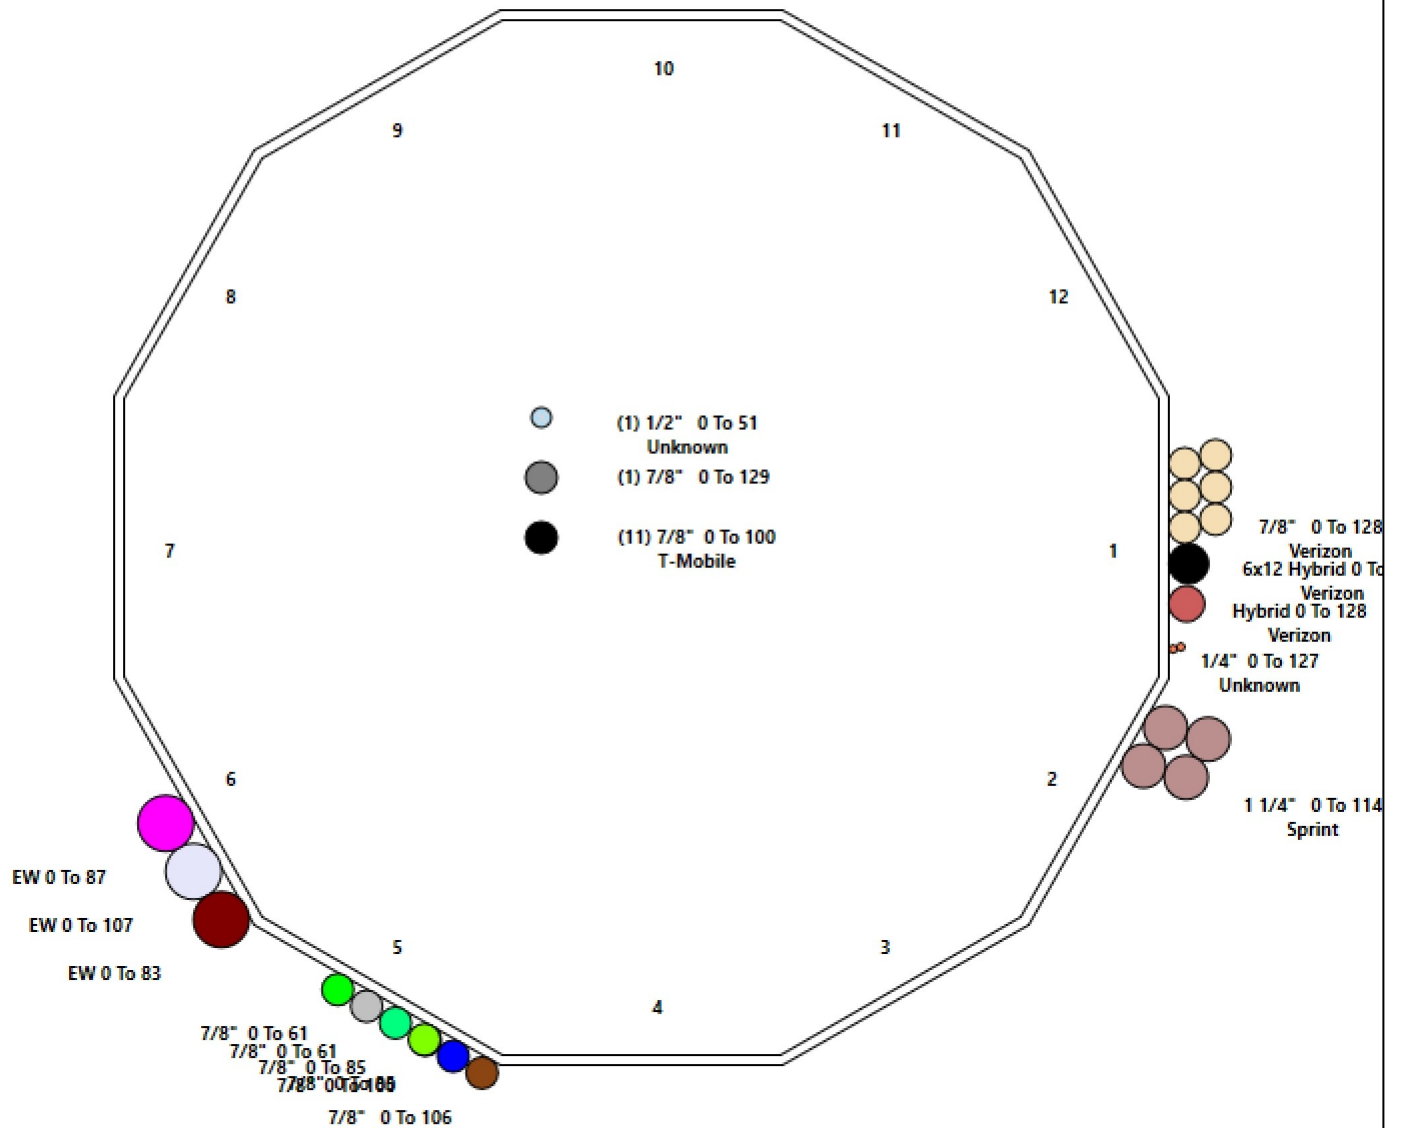 10
9
11
8
12
(1) 1/2" 0 To 51
Unknown
(1) 7/8" 0 To 129
(11) 7/8" 0 To 100
T-Mobile
7
1
7/8" 0 To 128
Verizon
6x12 Hybrid 0 To
Verizon
Hybrid 0 To 128
Verizon
1/4" 0 To 127
Unknown
6
2
1 1/4" 0 To 114
Sprint
EW 0 To 87
EW 0 To 107
EW 0 To 83
5
3
4
7/8" 0 To 61
7/8" 0 To 61
7/8" 0 To 85
7/8" 0 To
7/8" 0 To 106